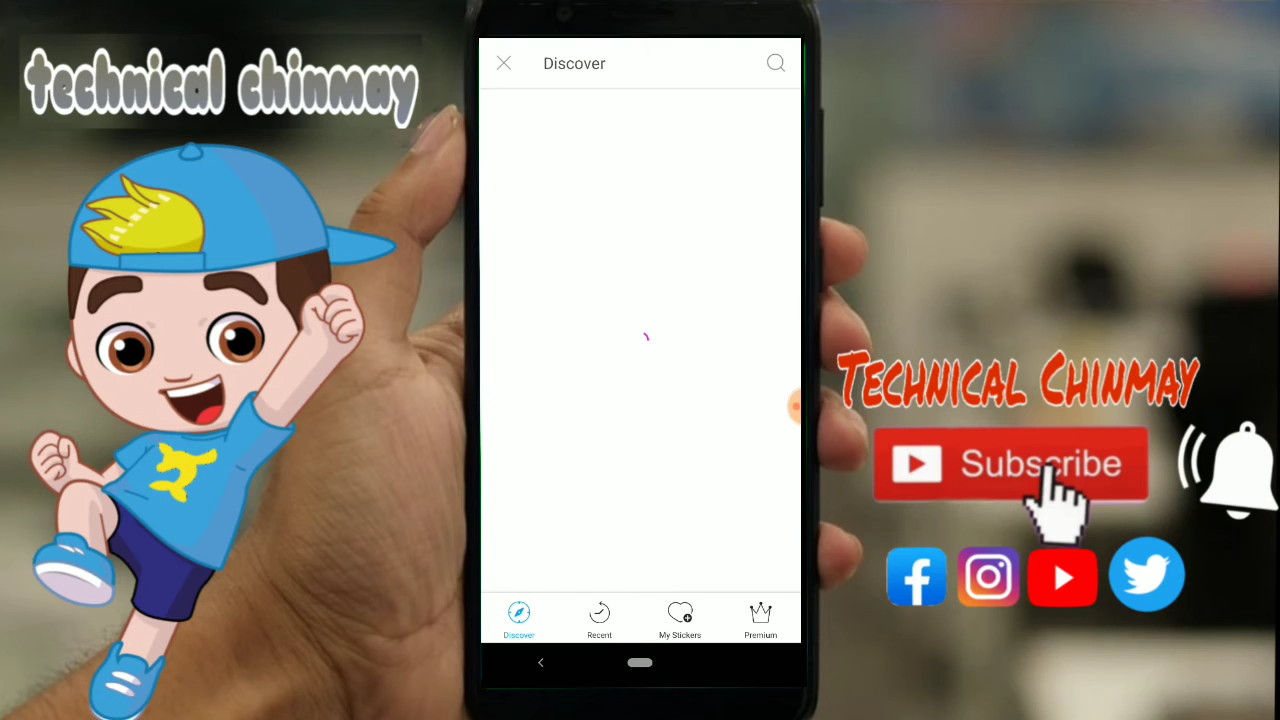 technical chinmay
Discover
TECHNICAL CHINMAY
Subscribe
Discover
Recent
My Stickers
Premium